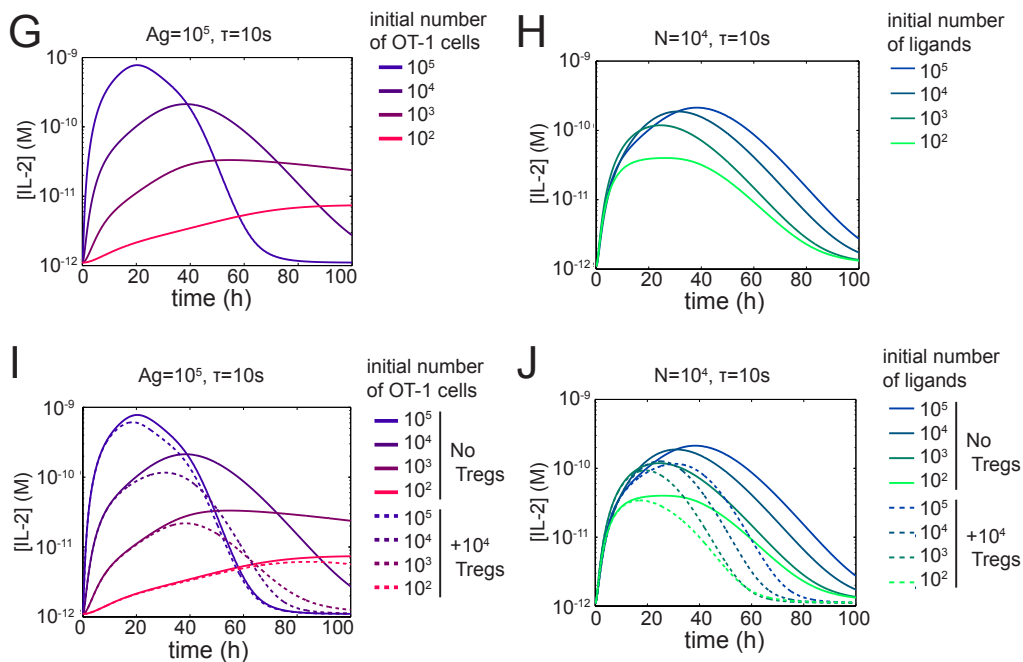 G
Ag=10⁵, τ=10s
initial number
of OT-1 cells
10⁵
10⁴
10³
10²
[IL-2] (M)
10⁻⁹
10⁻¹⁰
10⁻¹¹
10⁻¹²
0 20 40 60 80 100
time (h)
H
N=10⁴, τ=10s
initial number
of ligands
10⁵
10⁴
10³
10²
[IL-2] (M)
10⁻⁹
10⁻¹⁰
10⁻¹¹
10⁻¹²
0 20 40 60 80 100
time (h)
I
Ag=10⁵, τ=10s
initial number
of OT-1 cells
10⁵
10⁴
10³
10²
No
Tregs
10⁵
10⁴
10³
10²
+10⁴
Tregs
[IL-2] (M)
10⁻⁹
10⁻¹⁰
10⁻¹¹
10⁻¹²
0 20 40 60 80 100
time (h)
J
N=10⁴, τ=10s
initial number
of ligands
10⁵
10⁴
10³
10²
No
Tregs
10⁵
10⁴
10³
10²
+10⁴
Tregs
[IL-2] (M)
10⁻⁹
10⁻¹⁰
10⁻¹¹
10⁻¹²
0 20 40 60 80 100
time (h)